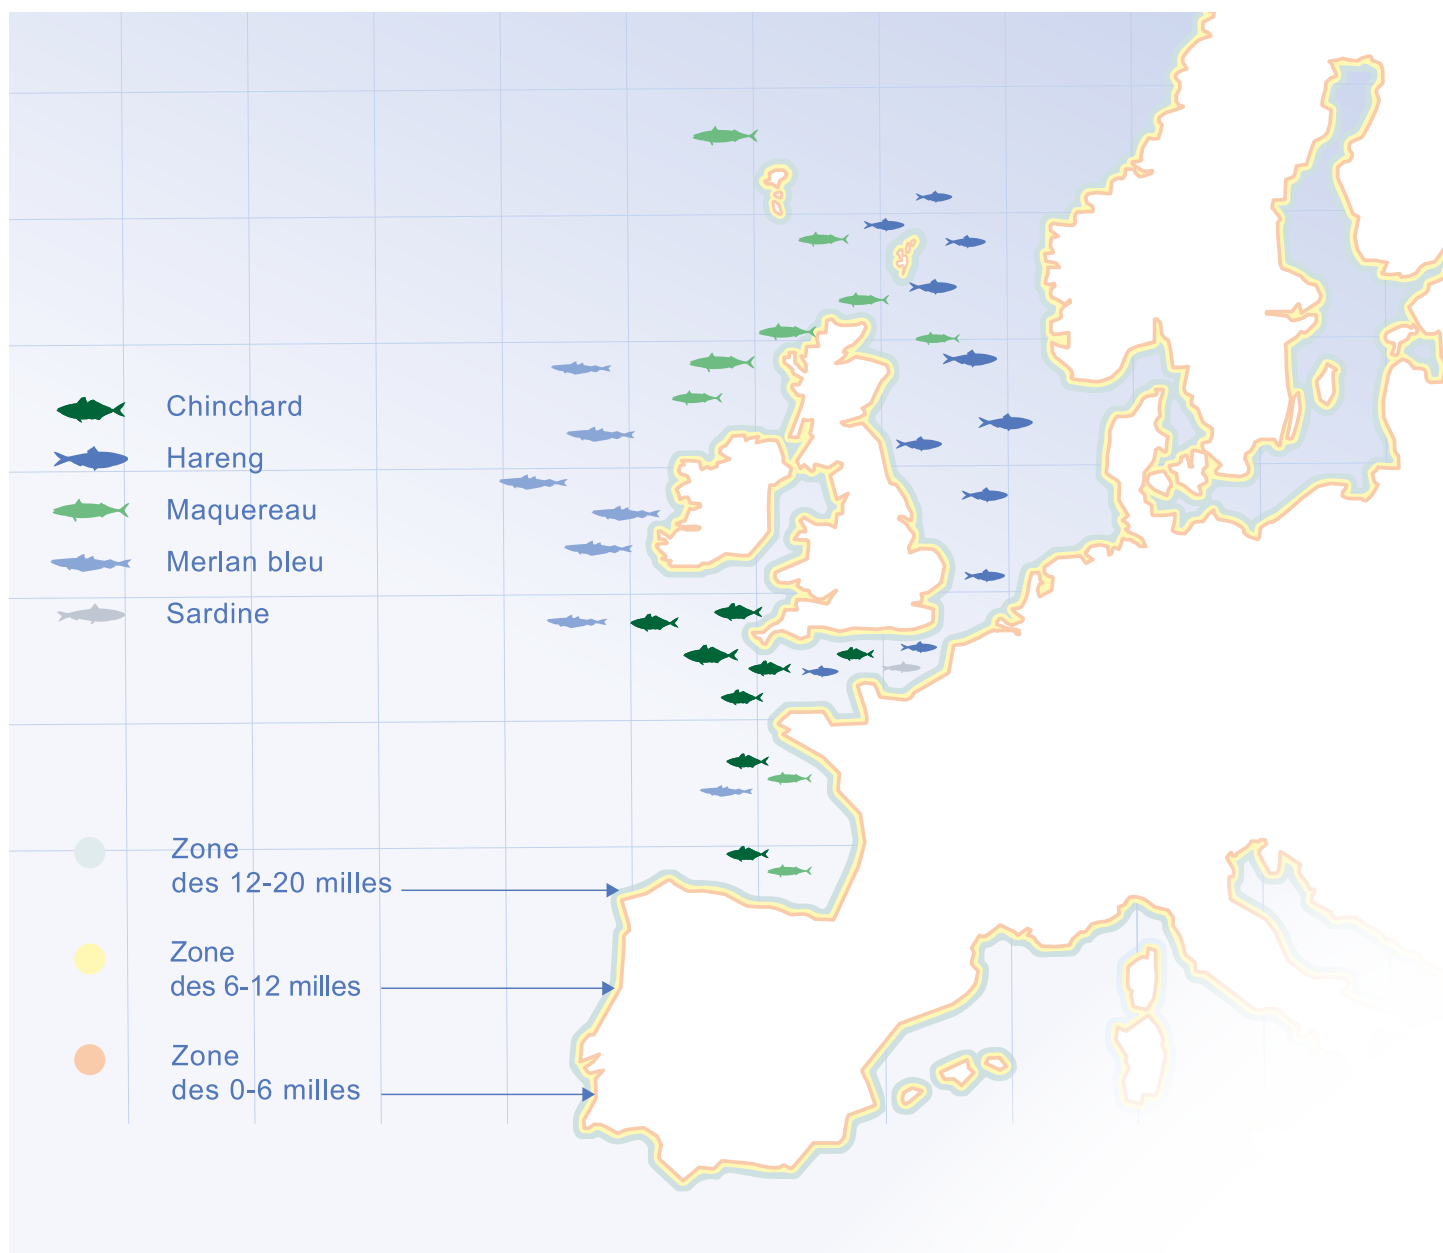 Chinchard
Hareng
Maquereau
Merlan bleu
Sardine
Zone
des 12-20 milles
Zone
des 6-12 milles
Zone
des 0-6 milles